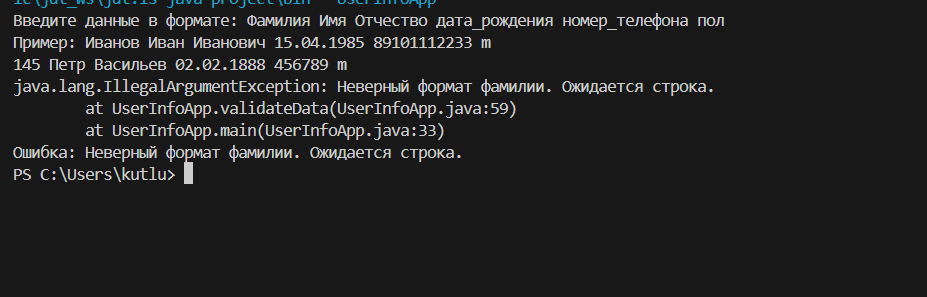 Введите данные в формате: Фамилия Имя Отчество дата_рождения номер_телефона пол
Пример: Иванов Иван Иванович 15.04.1985 89101112233 m
145 Петр Васильев 02.02.1888 456789 m
java.lang.IllegalArgumentException: Неверный формат фамилии. Ожидается строка.
at UserInfoApp.validateData(UserInfoApp.java:59)
at UserInfoApp.main(UserInfoApp.java:33)
Ошибка: Неверный формат фамилии. Ожидается строка.
PS C:\Users\kutlu>